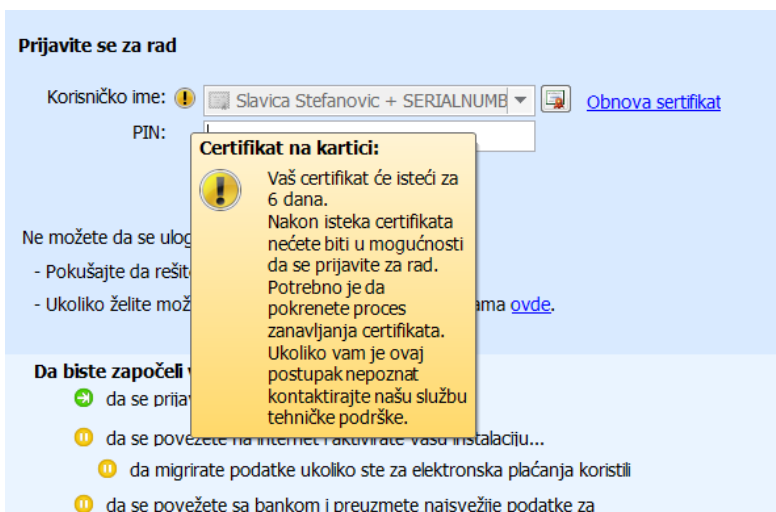 Prijavite se za rad
Korisničko ime: Slavica Stefanovic + SERIALNUMB Obnova sertifikat
PIN:
Certifikat na kartici:
Vaš certifikat će isteći za
6 dana.
Nakon isteka certifikata
nećete biti u mogućnosti
da se prijavite za rad.
Potrebno je da
pokrenete proces
zanavljanja certifikata.
Ukoliko vam je ovaj
postupak nepoznat
kontaktirajte našu službu
tehničke podrške.
Ne možete da se ulog
- Pokušajte da rešit
- Ukoliko želite mož ama ovde.
Da biste započeli v
da se prijav
da se povežete na internet i aktivirate vašu instalaciju...
da migrirate podatke ukoliko ste za elektronska plaćanja koristili
da se povežete sa bankom i preuzmete najsvežije podatke za